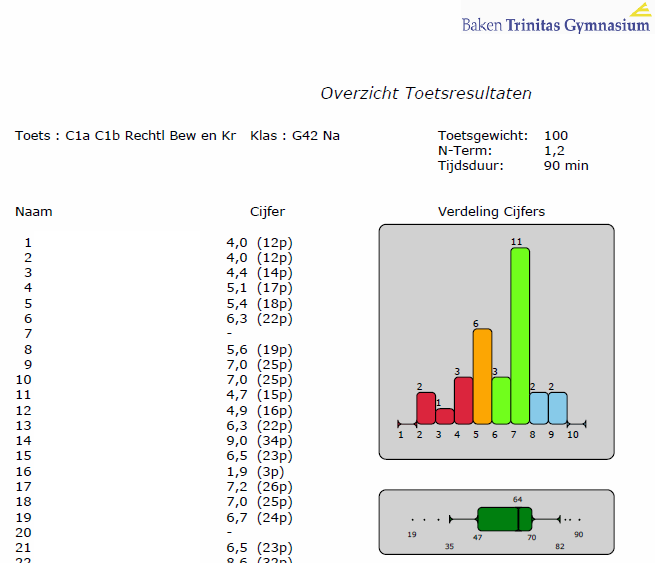 Baken Trinitas Gymnasium
Overzicht Toetsresultaten
Toets : C1a C1b Rechtl Bew en Kr Klas : G42 Na
Toetsgewicht: 100
N-Term: 1,2
Tijdsduur: 90 min
Naam Cijfer Verdeling Cijfers
1 4,0 (12p)
2 4,0 (12p)
3 4,4 (14p)
4 5,1 (17p)
5 5,4 (18p)
6 6,3 (22p)
7 -
8 5,6 (19p)
9 7,0 (25p)
10 7,0 (25p)
11 4,7 (15p)
12 4,9 (16p)
13 6,3 (22p)
14 9,0 (34p)
15 6,5 (23p)
16 1,9 (3p)
17 7,2 (26p)
18 7,0 (25p)
19 6,7 (24p)
20 -
21 6,5 (23p)
22 8,6 (32p)
11
6
3 3
2 2 2
1
1 2 3 4 5 6 7 8 9 10
64
19 47 70 90
35 82